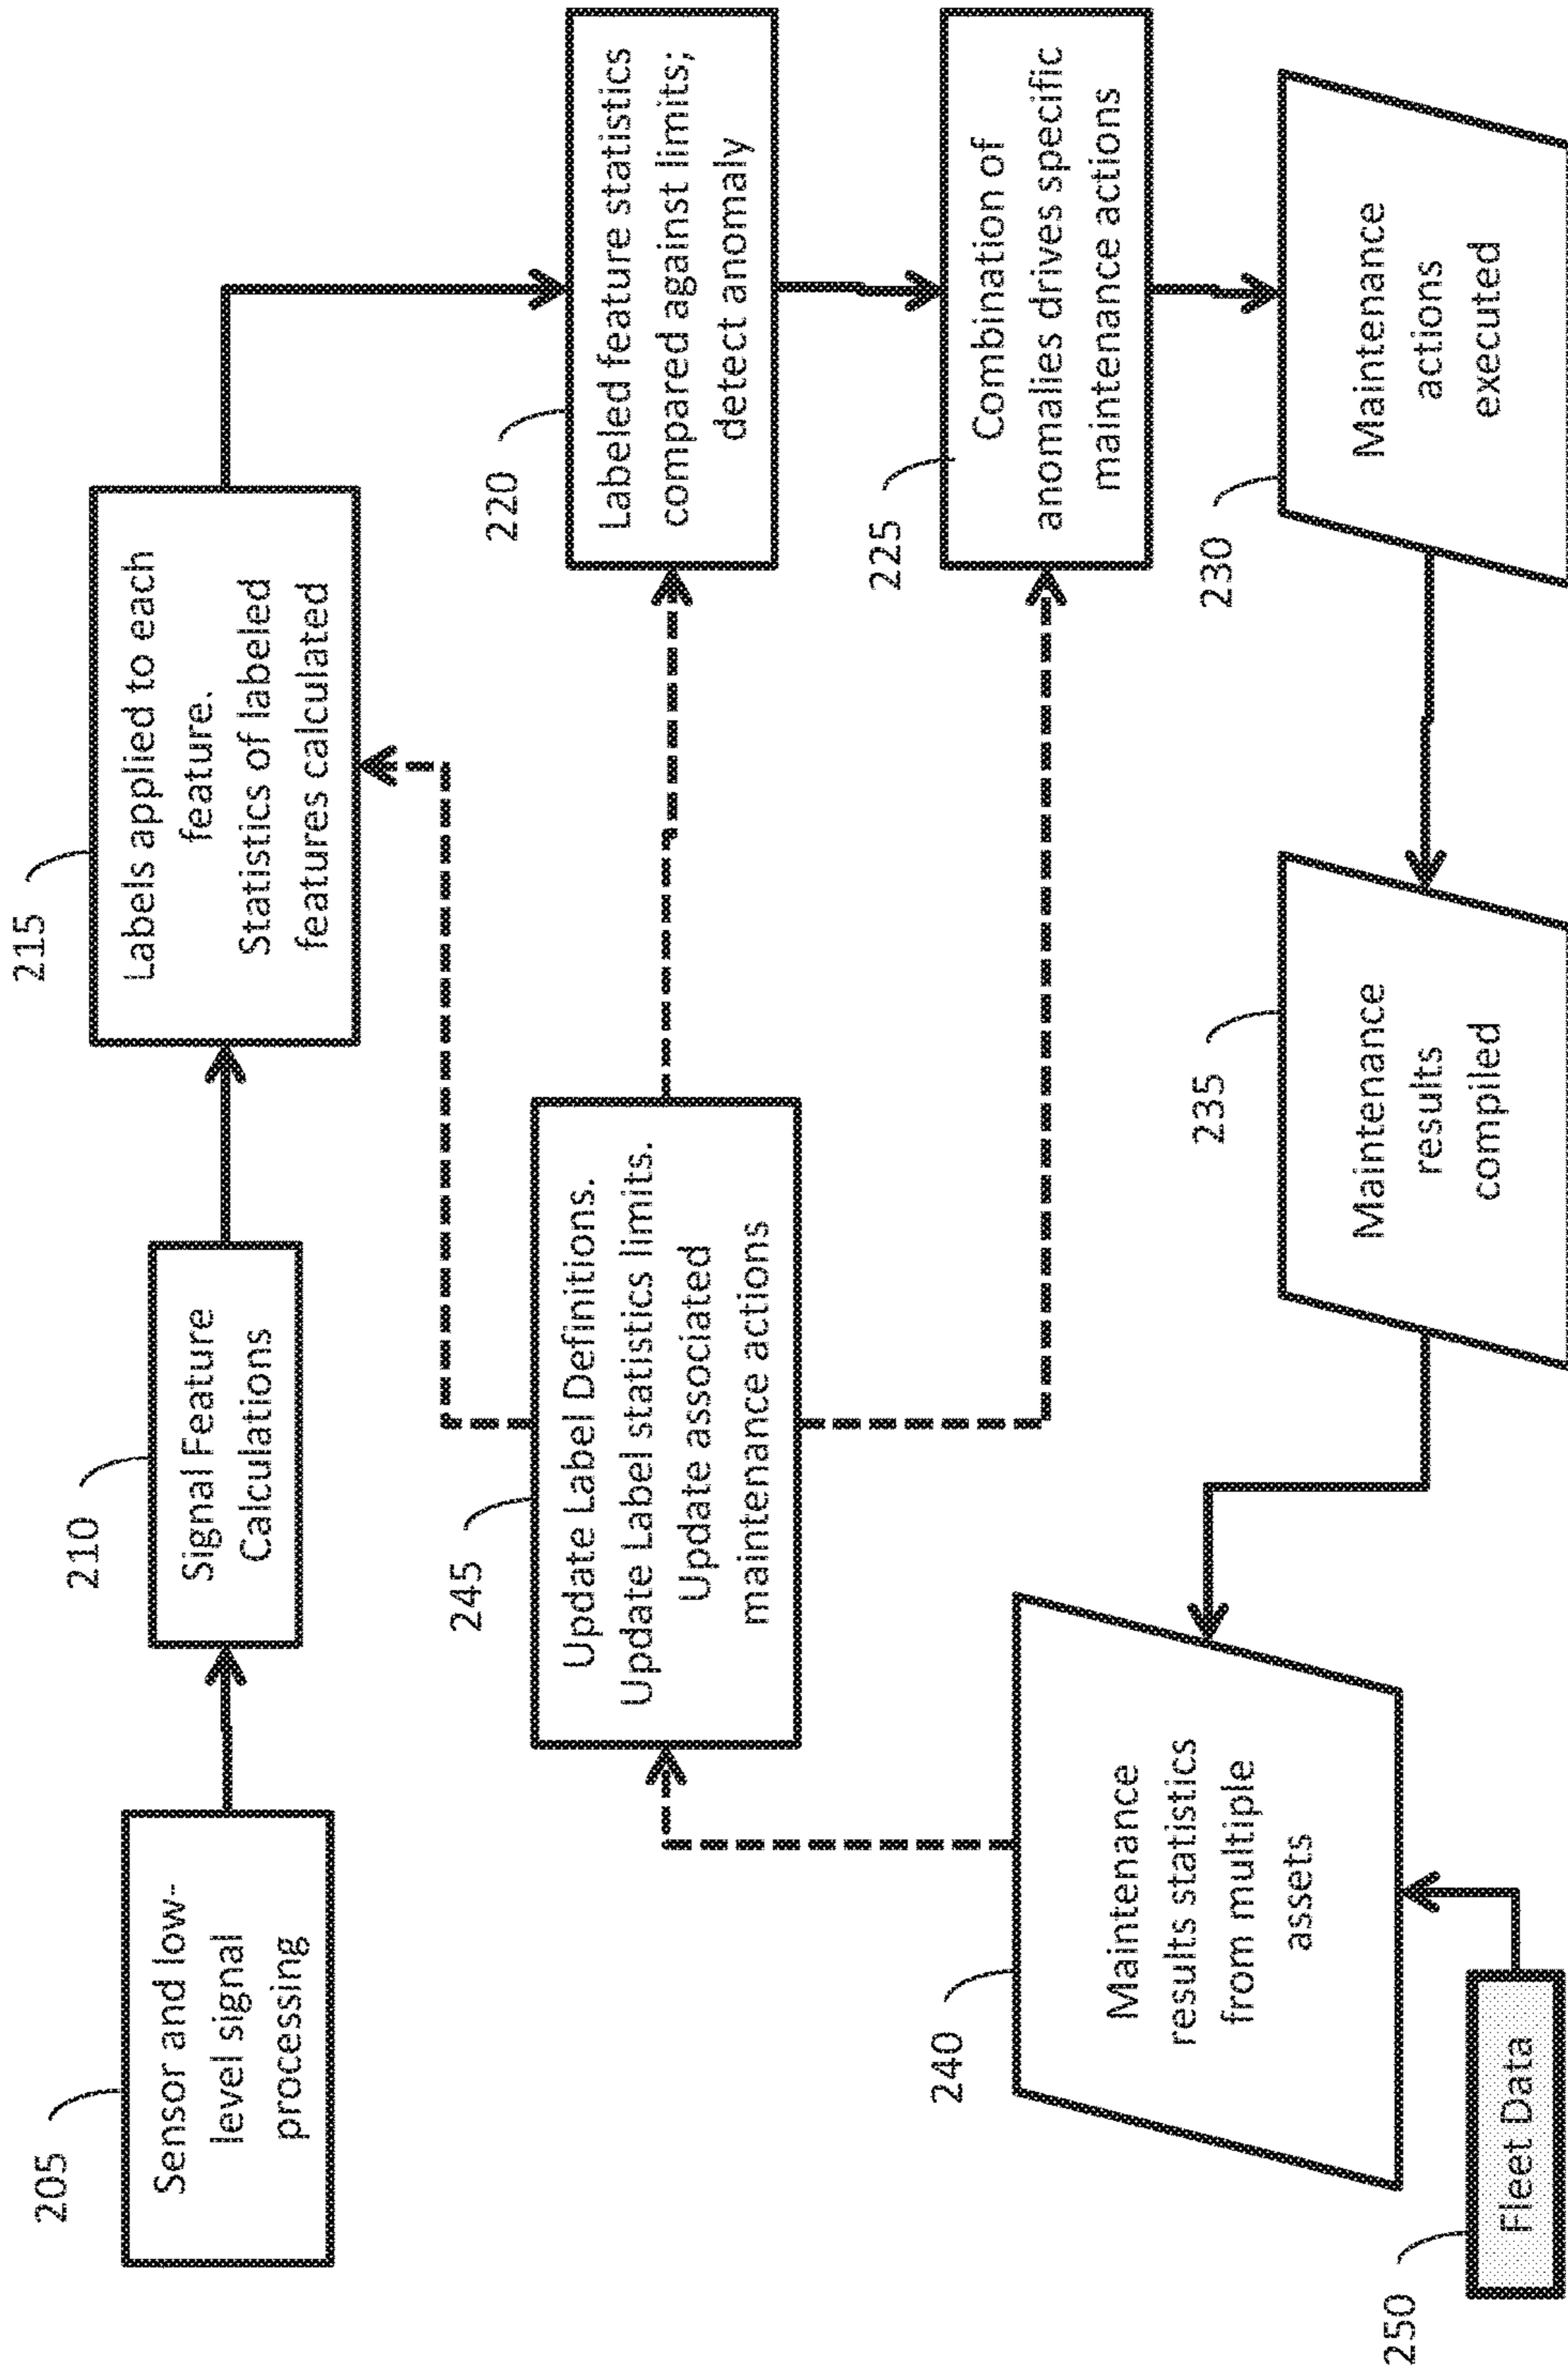 205
Sensor and low-
level signal
processing
210
Signal Feature
Calculations
215
Labels applied to each
feature.
Statistics of labeled
features calculated
220
Labeled feature statistics
compared against limits;
detect anomaly
245
Update Label Definitions.
Update Label statistics limits.
Update associated
maintenance actions
225
Combination of
anomalies drives specific
maintenance actions
240
Maintenance
results statistics
from multiple
assets
235
Maintenance
results
compiled
230
Maintenance
actions
executed
250
Fleet Data